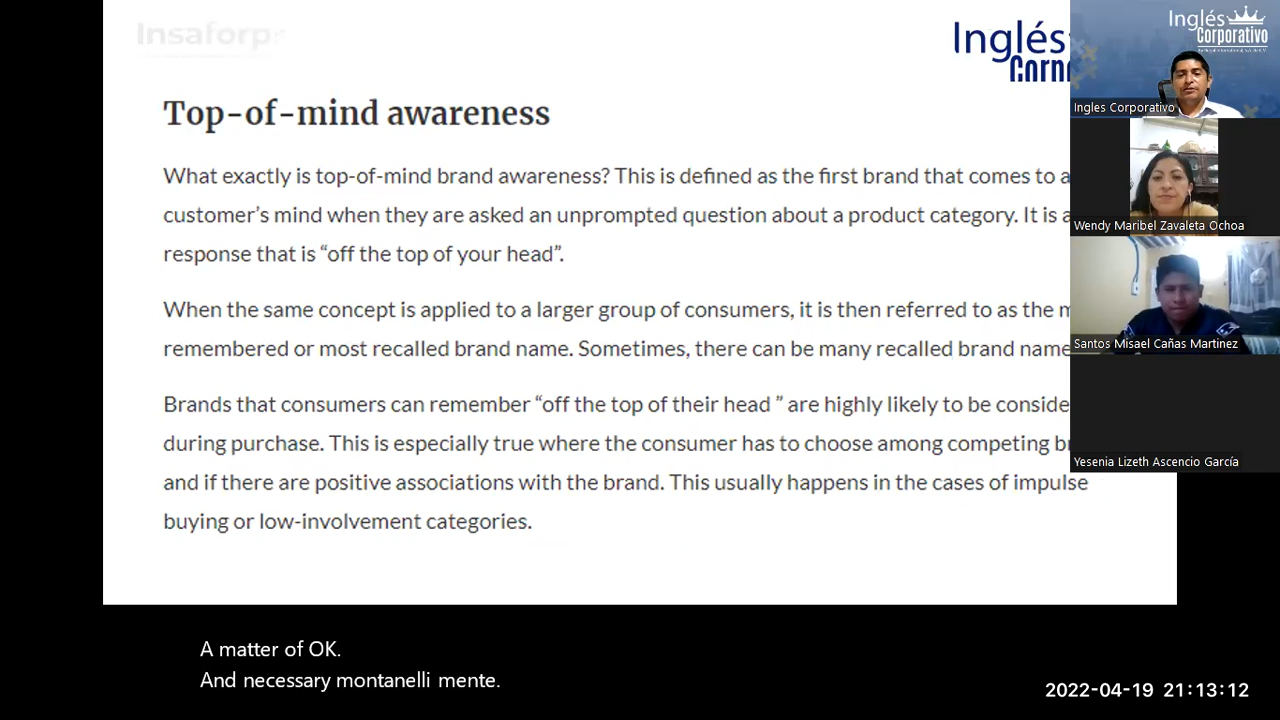 Insaforp
Inglés
Corpo
Top-of-mind awareness
What exactly is top-of-mind brand awareness? This is defined as the first brand that comes to a
customer’s mind when they are asked an unprompted question about a product category. It is a
response that is “off the top of your head”.
When the same concept is applied to a larger group of consumers, it is then referred to as the m
remembered or most recalled brand name. Sometimes, there can be many recalled brand name
Brands that consumers can remember “off the top of their head ” are highly likely to be conside
during purchase. This is especially true where the consumer has to choose among competing br
and if there are positive associations with the brand. This usually happens in the cases of impulse
buying or low-involvement categories.
Inglés
Corporativo
Ingles Corporativo
Wendy Maribel Zavaleta Ochoa
Santos Misael Cañas Martinez
Yesenia Lizeth Ascencio García
A matter of OK.
And necessary montanelli mente.
2022-04-19 21:13:12